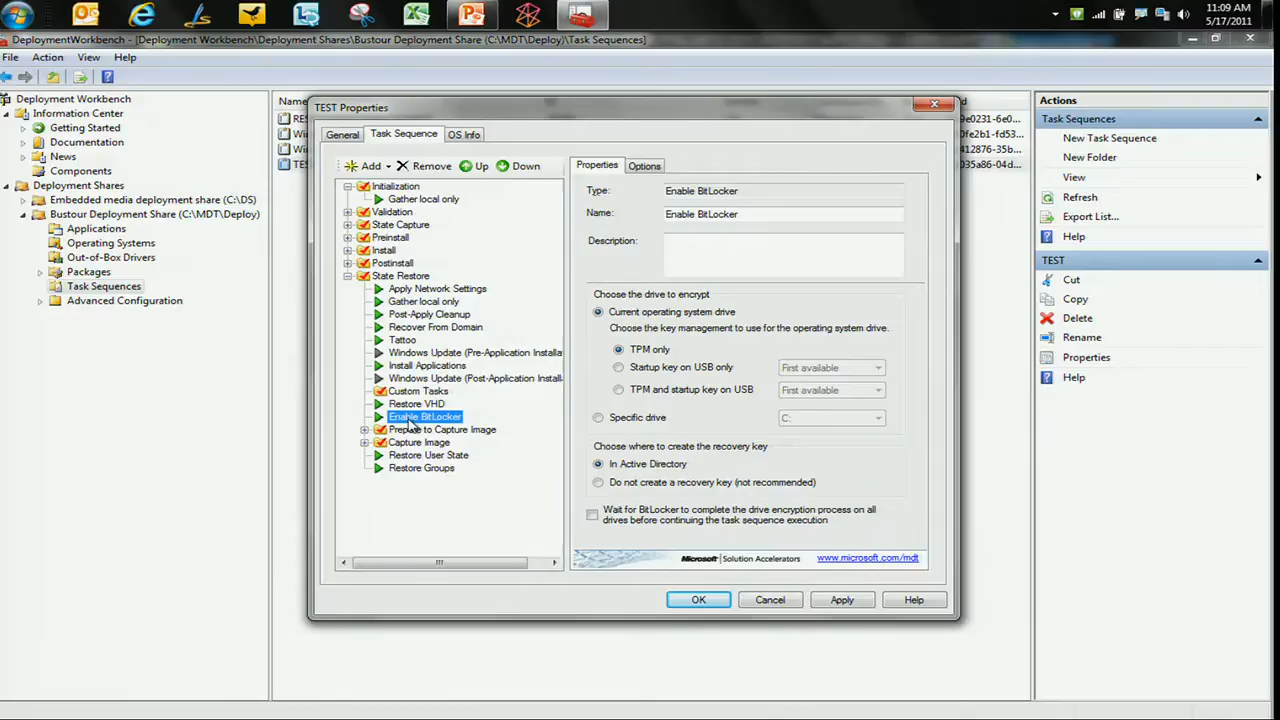 11:09 AM
5/17/2011
DeploymentWorkbench - [Deployment Workbench\Deployment Shares\Bustour Deployment Share (C:\MDT\Deploy)\Task Sequences]
File Action View Help
Deployment Workbench
Information Center
Getting Started
Documentation
News
Components
Deployment Shares
Embedded media deployment share (C:\DS)
Bustour Deployment Share (C:\MDT\Deploy)
Applications
Operating Systems
Out-of-Box Drivers
Packages
Task Sequences
Advanced Configuration
TEST Properties
General Task Sequence OS Info
Add Remove Up Down
Initialization
Gather local only
Validation
State Capture
Preinstall
Install
Postinstall
State Restore
Apply Network Settings
Gather local only
Post-Apply Cleanup
Recover From Domain
Tattoo
Windows Update (Pre-Application Installa
Install Applications
Windows Update (Post-Application Install
Custom Tasks
Restore VHD
Enable BitLocker
Prepare to Capture Image
Capture Image
Restore User State
Restore Groups
Properties Options
Type: Enable BitLocker
Name: Enable BitLocker
Description:
Choose the drive to encrypt
Current operating system drive
Choose the key management to use for the operating system drive.
TPM only
Startup key on USB only First available
TPM and startup key on USB First available
Specific drive C:
Choose where to create the recovery key
In Active Directory
Do not create a recovery key (not recommended)
Wait for BitLocker to complete the drive encryption process on all
drives before continuing the task sequence execution
Microsoft Solution Accelerators www.microsoft.com/mdt
OK Cancel Apply Help
Actions
Task Sequences
New Task Sequence
New Folder
View
Refresh
Export List...
Help
TEST
Cut
Copy
Delete
Rename
Properties
Help